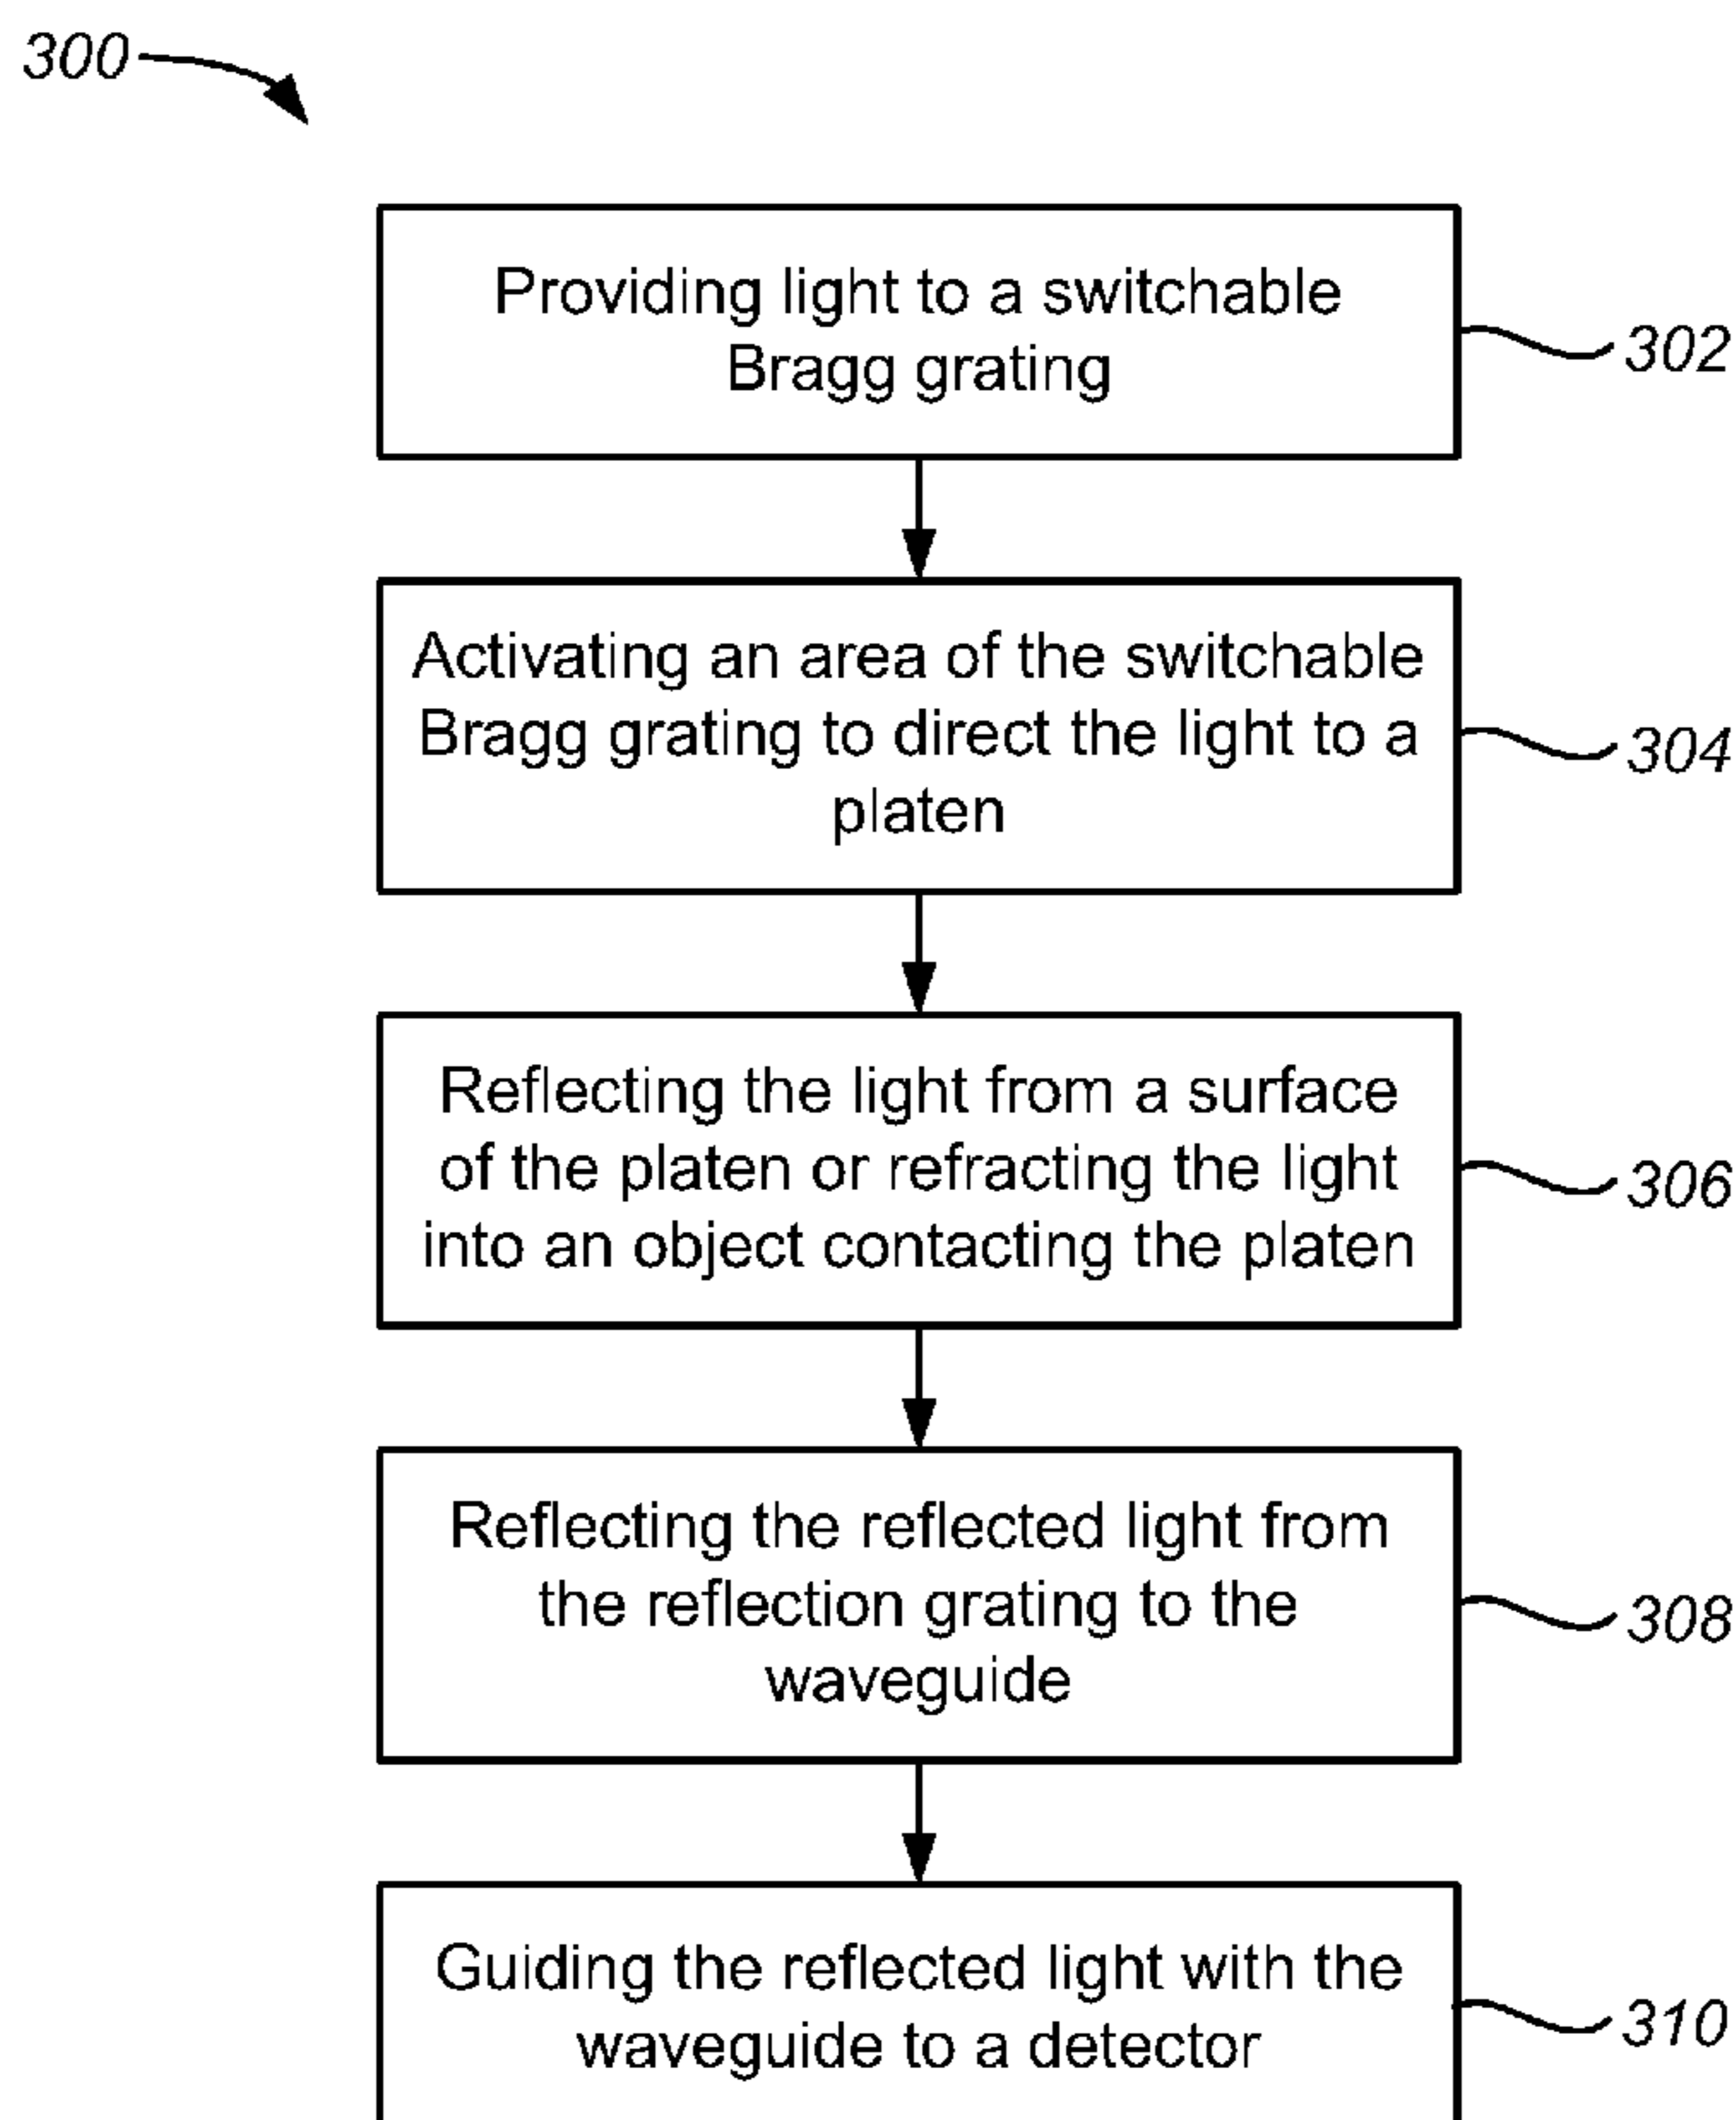 300
Providing light to a switchable
Bragg grating
302
Activating an area of the switchable
Bragg grating to direct the light to a
platen
304
Reflecting the light from a surface
of the platen or refracting the light
into an object contacting the platen
306
Reflecting the reflected light from
the reflection grating to the
waveguide
308
Guiding the reflected light with the
waveguide to a detector
310